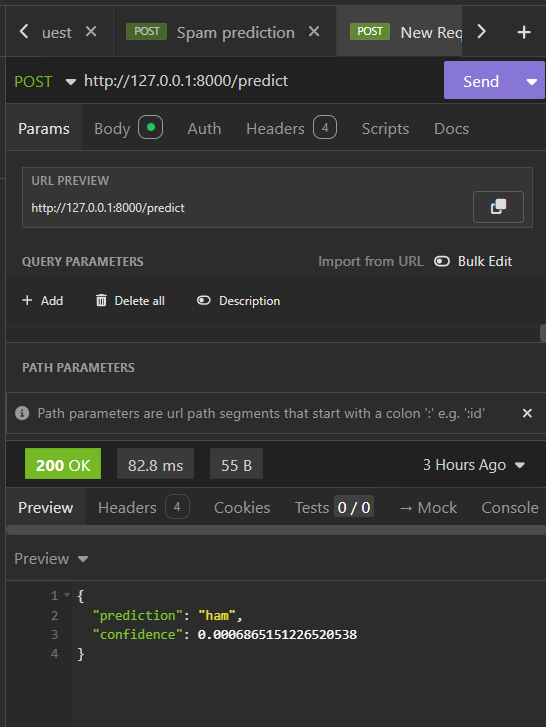 uest POST Spam prediction POST New Req
POST http://127.0.0.1:8000/predict Send
Params Body Auth Headers 4 Scripts Docs
URL PREVIEW
http://127.0.0.1:8000/predict
QUERY PARAMETERS Import from URL Bulk Edit
+ Add Delete all Description
PATH PARAMETERS
Path parameters are url path segments that start with a colon ':' e.g. ':id'
200 OK 82.8 ms 55 B 3 Hours Ago
Preview Headers 4 Cookies Tests 0 / 0 → Mock Console
Preview
1 {
2 "prediction": "ham",
3 "confidence": 0.0006865151226520538
4 }